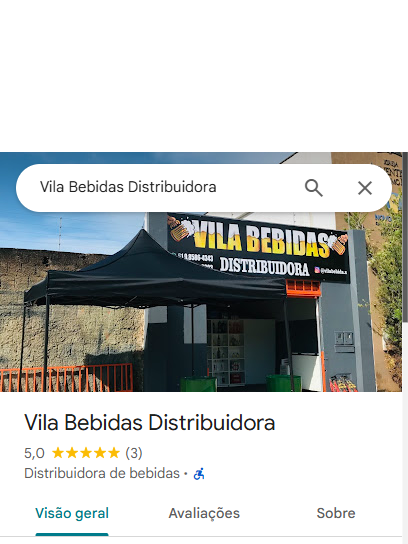 Vila Bebidas Distribuidora
VILA BEBIDAS
DISTRIBUIDORA
Vila Bebidas Distribuidora
5,0 ★★★★★ (3)
Distribuidora de bebidas ·
Visão geral
Avaliações
Sobre